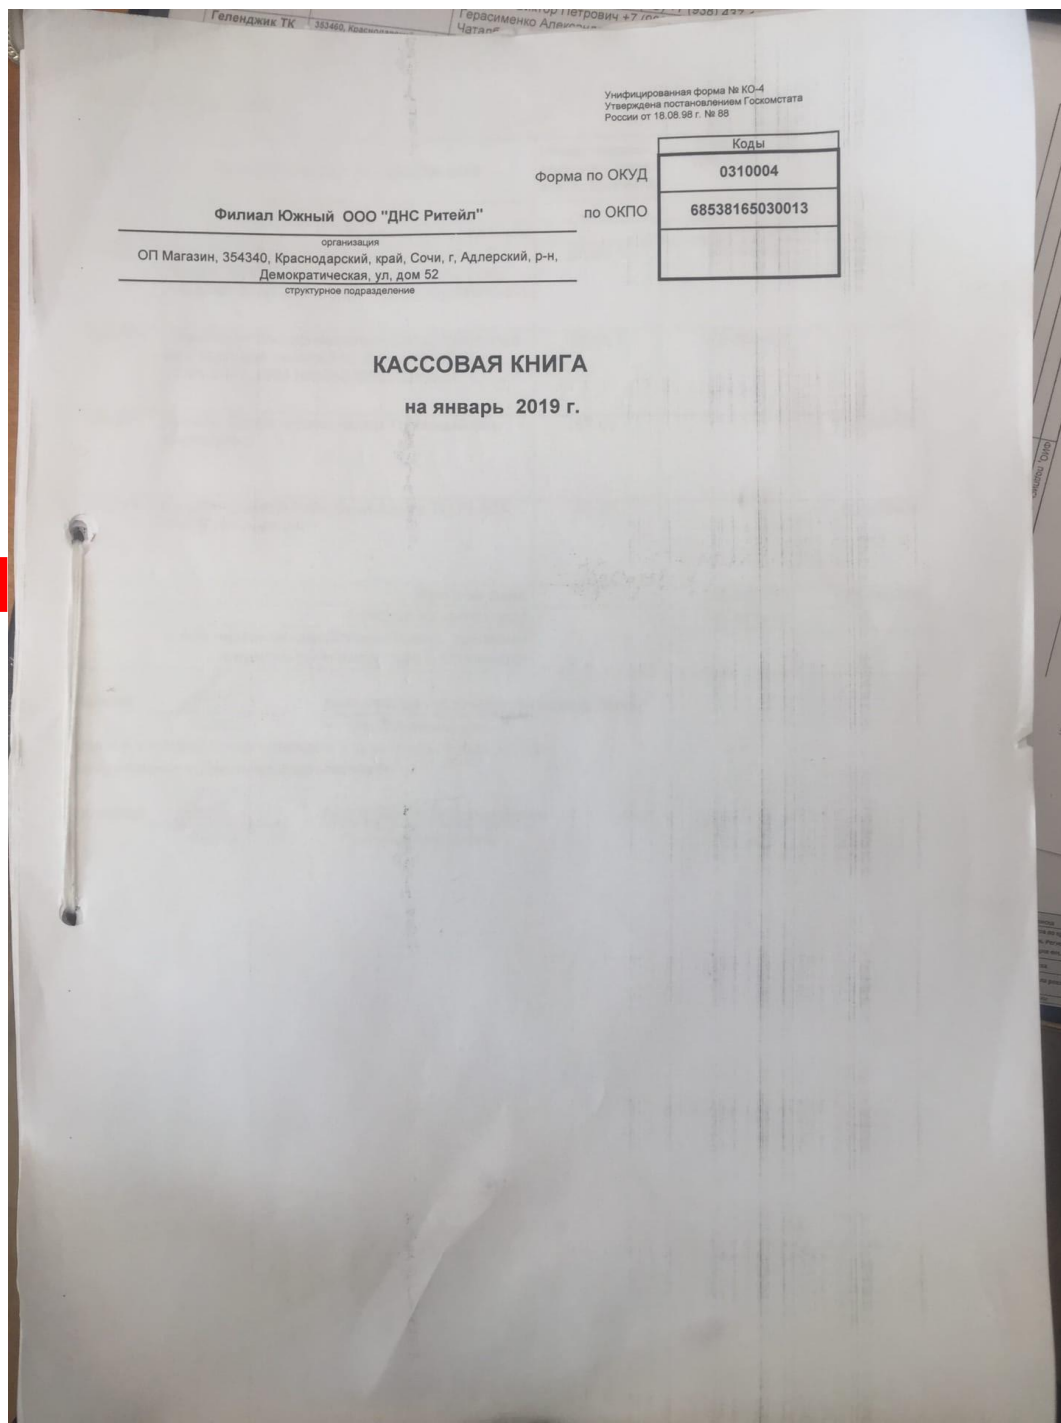 Геленджик ТК
Герасименко
Унифицированная форма № КО-4
Утверждена постановлением Госкомстата
России от 18.08.98 г. № 88
Коды
Форма по ОКУД 0310004
Филиал Южный ООО "ДНС Ритейл" по ОКПО 68538165030013
организация
ОП Магазин, 354340, Краснодарский, край, Сочи, г, Адлерский, р-н,
Демократическая, ул, дом 52
структурное подразделение
КАССОВАЯ КНИГА
на январь 2019 г.